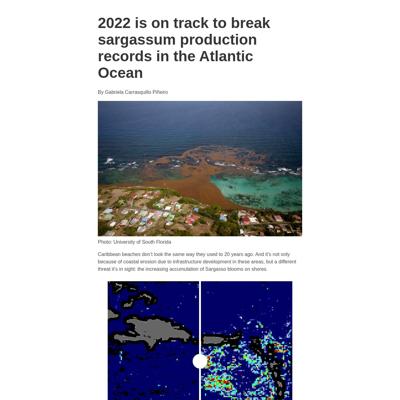 2022 is on track to break
sargassum production
records in the Atlantic
Ocean
By Gabriela Carrasquillo Piñeiro
Photo: University of South Florida
Caribbean beaches don't look the same way they used to 20 years ago. And it's not only
because of coastal erosion due to infrastructure development in these areas, but a different
threat it's in sight: the increasing accumulation of Sargasso blooms on shores.